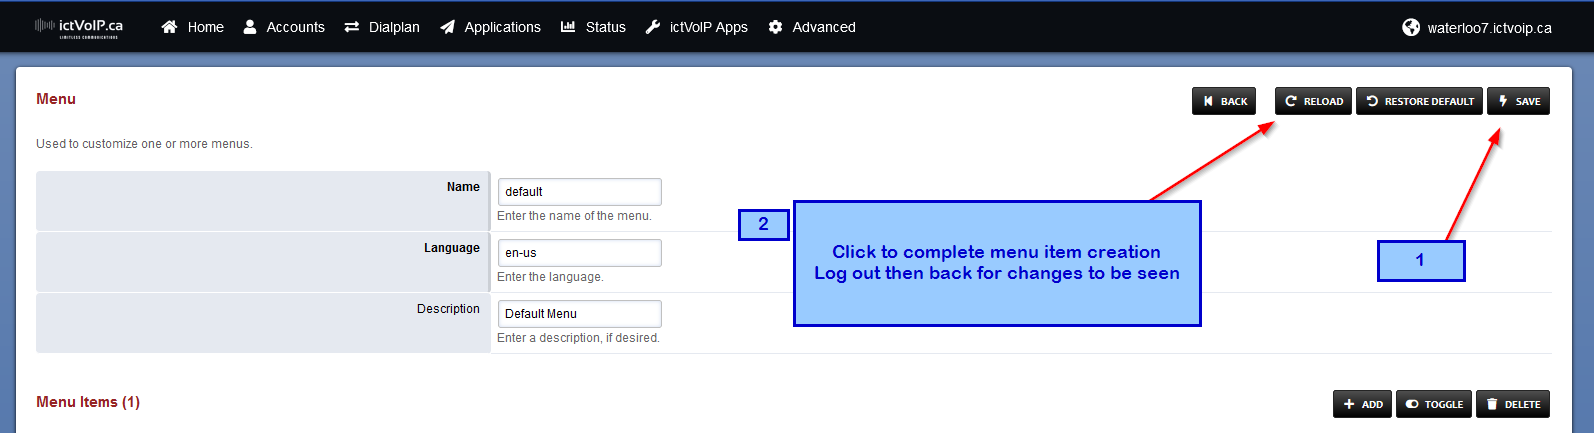 ictVoIP.ca
LIMITLESS COMMUNICATIONS
Home
Accounts
Dialplan
Applications
Status
ictVoIP Apps
Advanced
waterloo7.ictvoip.ca
Menu
BACK
RELOAD
RESTORE DEFAULT
SAVE
Used to customize one or more menus.
Name
default
Enter the name of the menu.
Language
en-us
Enter the language.
Description
Default Menu
Enter a description, if desired.
2
Click to complete menu item creation
Log out then back for changes to be seen
1
Menu Items (1)
ADD
TOGGLE
DELETE